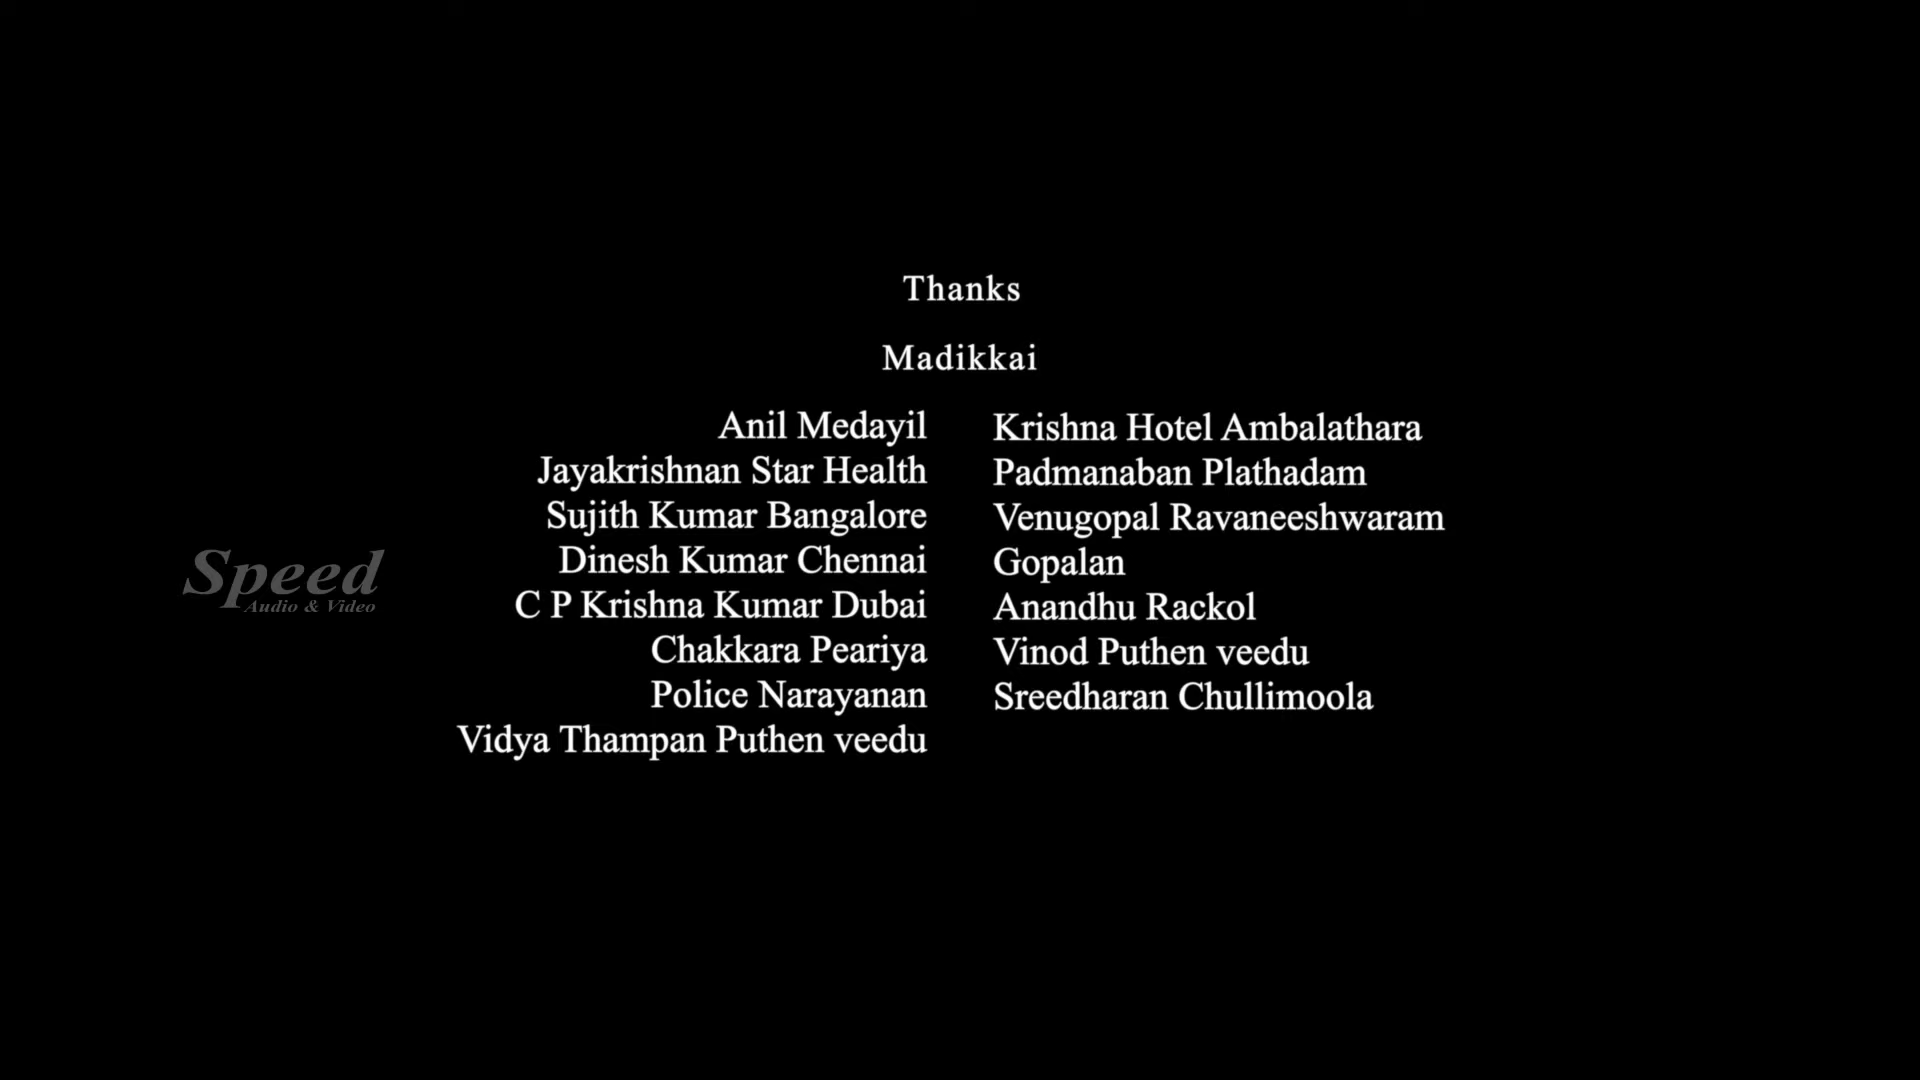 Thanks
Madikkai
Anil Medayil
Jayakrishnan Star Health
Sujith Kumar Bangalore
Dinesh Kumar Chennai
C P Krishna Kumar Dubai
Chakkara Peariya
Police Narayanan
Vidya Thampan Puthen veedu
Krishna Hotel Ambalathara
Padmanaban Plathadam
Venugopal Ravaneeshwaram
Gopalan
Anandhu Rackol
Vinod Puthen veedu
Sreedharan Chullimoola
Speed
Audio & Video